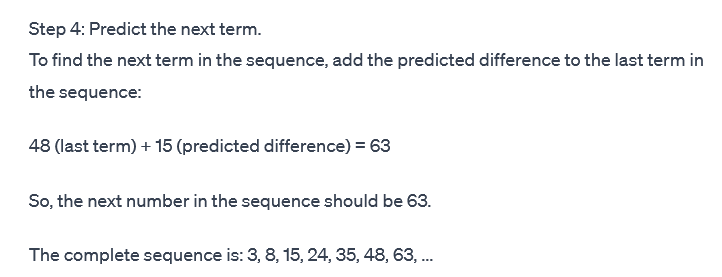 Step 4: Predict the next term.
To find the next term in the sequence, add the predicted difference to the last term in
the sequence:
48 (last term) + 15 (predicted difference) = 63
So, the next number in the sequence should be 63.
The complete sequence is: 3, 8, 15, 24, 35, 48, 63, ...